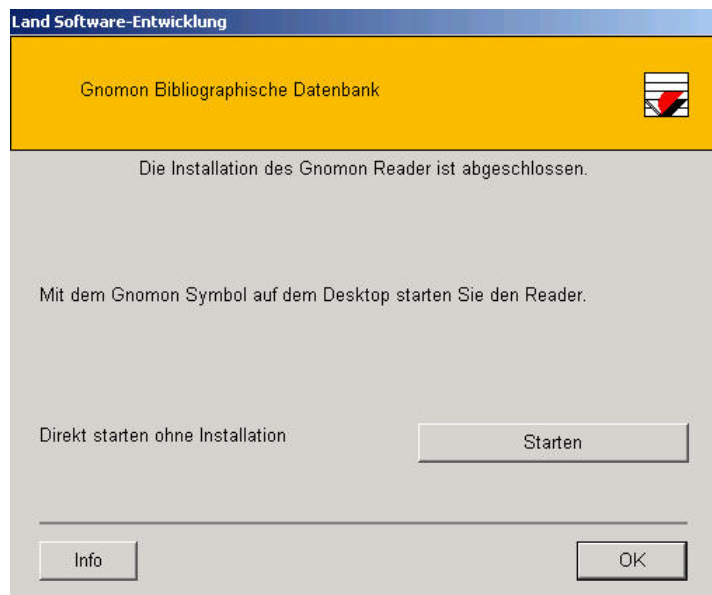 Land Software-Entwicklung
Gnomon Bibliographische Datenbank
Die Installation des Gnomon Reader ist abgeschlossen.
Mit dem Gnomon Symbol auf dem Desktop starten Sie den Reader.
Direkt starten ohne Installation
Starten
Info
OK